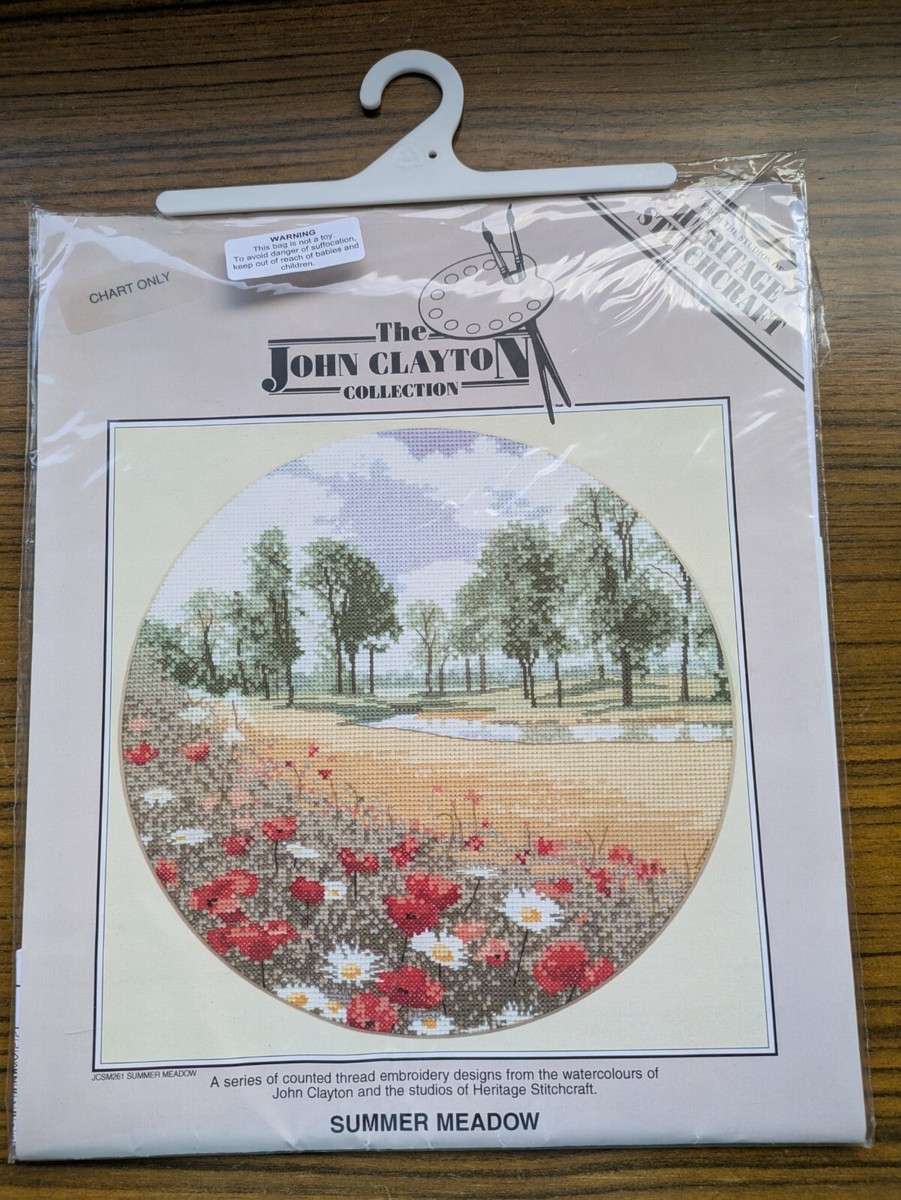 WARNING
This bag is not a toy.
To avoid danger of suffocation,
keep out of reach of babies and
children.
CHART ONLY
HERITAGE
STITCHCRAFT
The
JOHN CLAYTON
COLLECTION
JCSM261 SUMMER MEADOW
A series of counted thread embroidery designs from the watercolours of
John Clayton and the studios of Heritage Stitchcraft.
SUMMER MEADOW